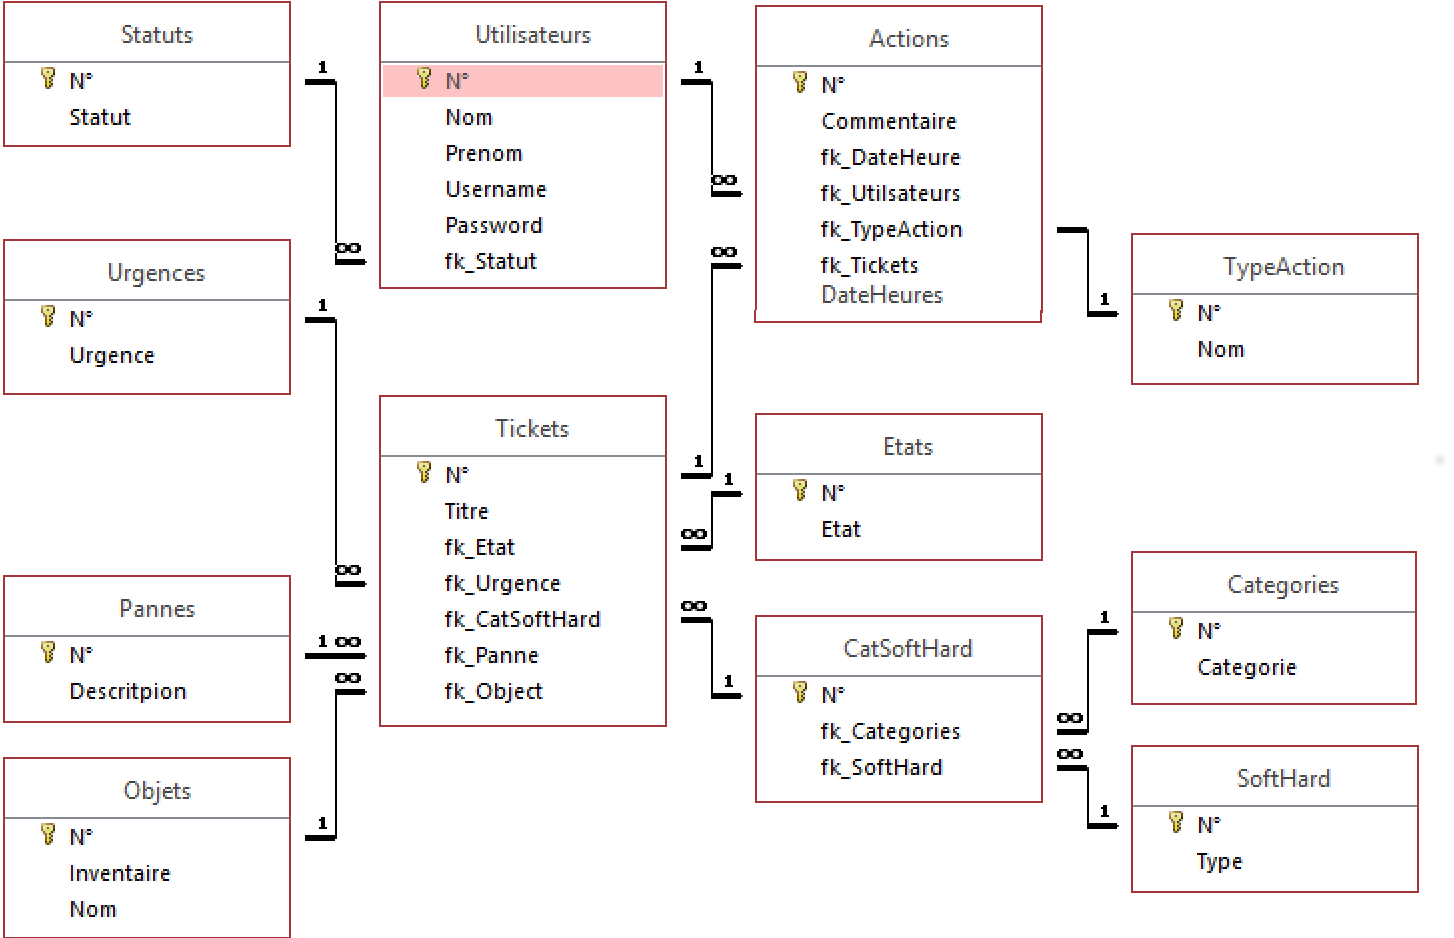 Statuts
N°
Statut
Utilisateurs
N°
Nom
Prenom
Username
Password
fk_Statut
Actions
N°
Commentaire
fk_DateHeure
fk_Utilsateurs
fk_TypeAction
fk_Tickets
DateHeures
TypeAction
N°
Nom
Urgences
N°
Urgence
Tickets
N°
Titre
fk_Etat
fk_Urgence
fk_CatSoftHard
fk_Panne
fk_Object
Etats
N°
Etat
Pannes
N°
Descritpion
CatSoftHard
N°
fk_Categories
fk_SoftHard
Categories
N°
Categorie
Objets
N°
Inventaire
Nom
SoftHard
N°
Type
1
∞
1
∞
∞
1
1
∞
1
1
∞
∞
1
1 ∞
∞
1
∞
1
∞
1